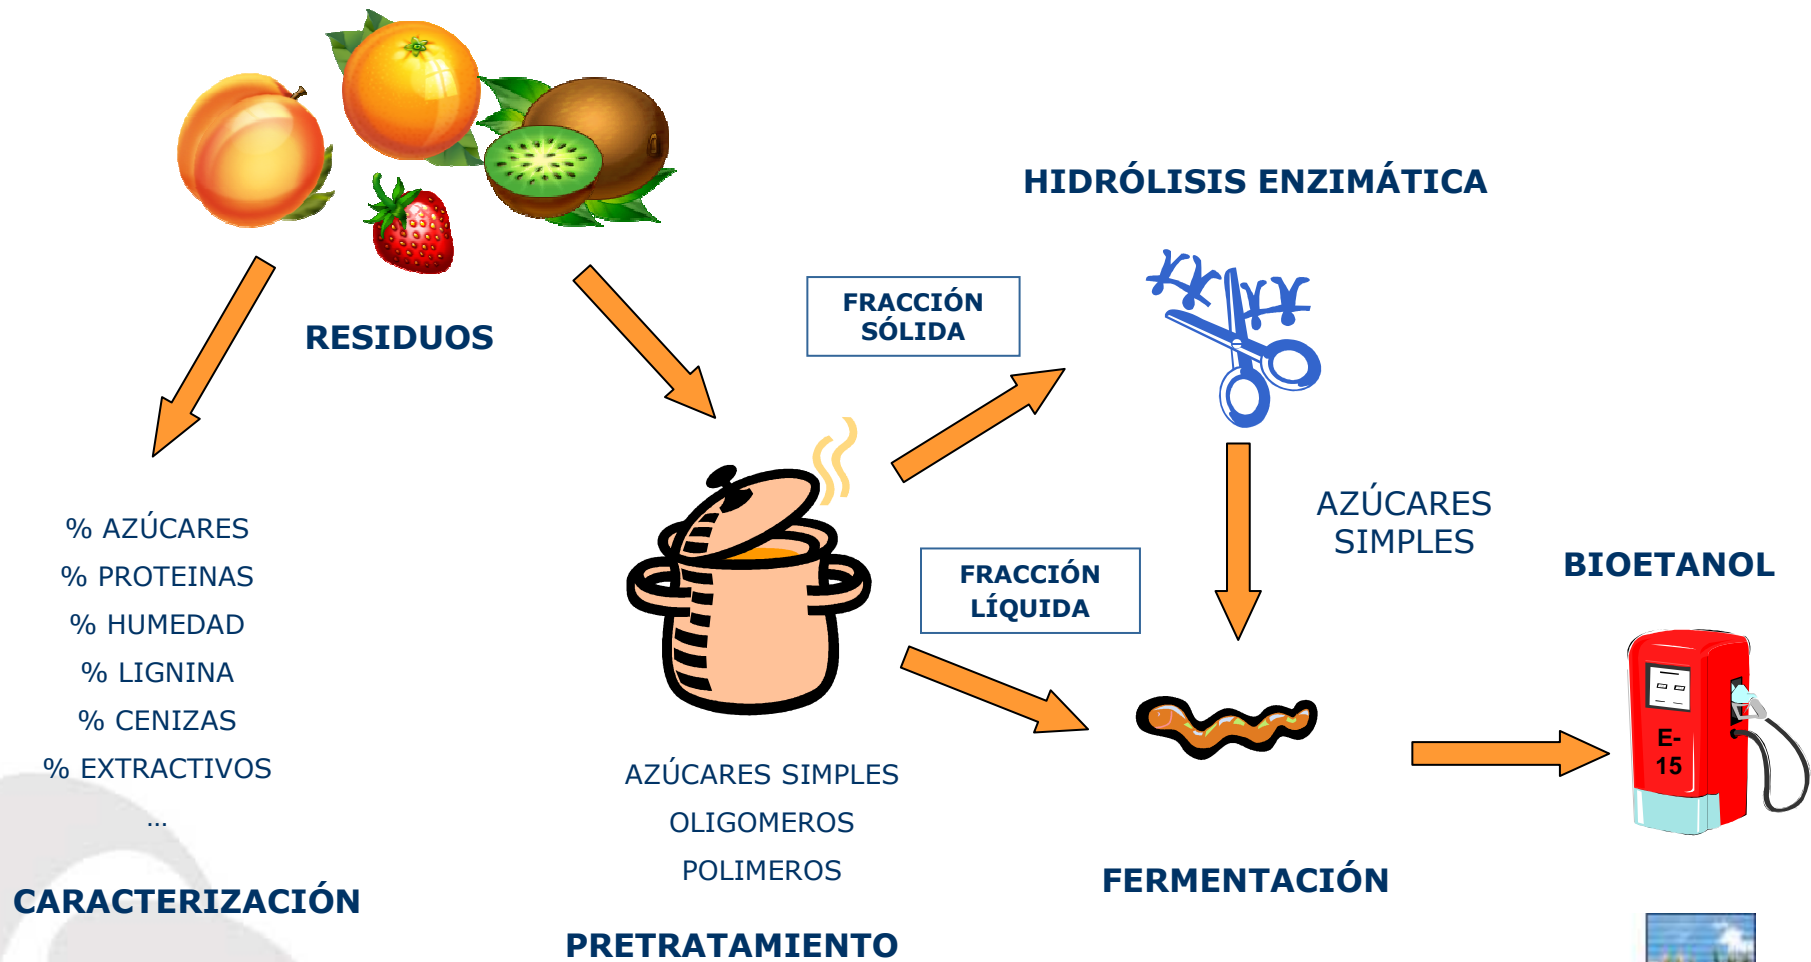 RESIDUOS
% AZÚCARES
% PROTEINAS
% HUMEDAD
% LIGNINA
% CENIZAS
% EXTRACTIVOS
...
CARACTERIZACIÓN
AZÚCARES SIMPLES
OLIGOMEROS
POLIMEROS
PRETRATAMIENTO
FRACCIÓN
SÓLIDA
FRACCIÓN
LÍQUIDA
HIDRÓLISIS ENZIMÁTICA
AZÚCARES
SIMPLES
FERMENTACIÓN
BIOETANOL
E-
15